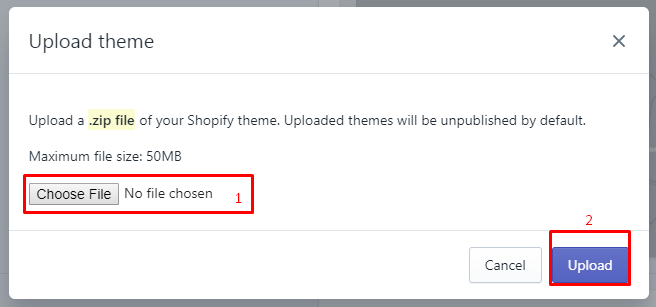 Upload theme
Upload a .zip file of your Shopify theme. Uploaded themes will be unpublished by default.
Maximum file size: 50MB
Choose File No file chosen 1
2
Cancel Upload